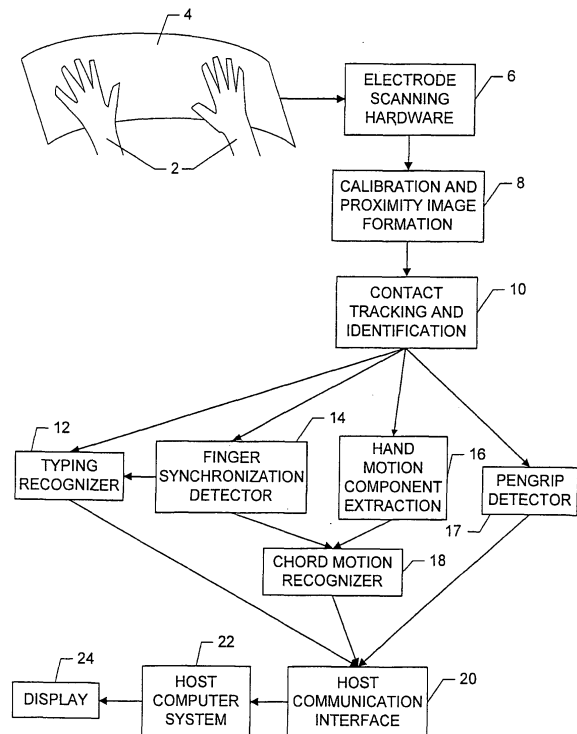 4
2
ELECTRODE
SCANNING
HARDWARE
6
CALIBRATION AND
PROXIMITY IMAGE
FORMATION
8
CONTACT
TRACKING AND
IDENTIFICATION
10
12
TYPING
RECOGNIZER
14
FINGER
SYNCHRONIZATION
DETECTOR
HAND
MOTION
COMPONENT
EXTRACTION
16
PENGRIP
DETECTOR
17
CHORD MOTION
RECOGNIZER
18
24
DISPLAY
22
HOST
COMPUTER
SYSTEM
HOST
COMMUNICATION
INTERFACE
20